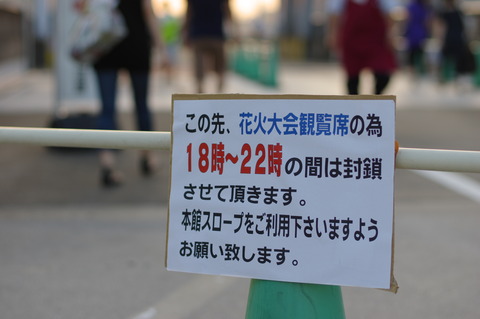 この先、花火大会観覧席の為
18時～22時の間は封鎖
させて頂きます。
本館スロープをご利用下さいますよう
お願い致します。